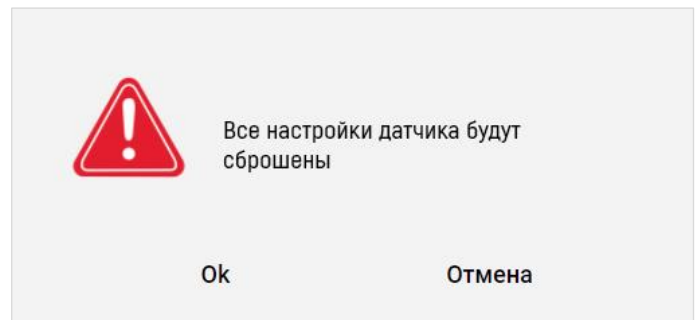 Все настройки датчика будут
сброшены
Ok
Отмена